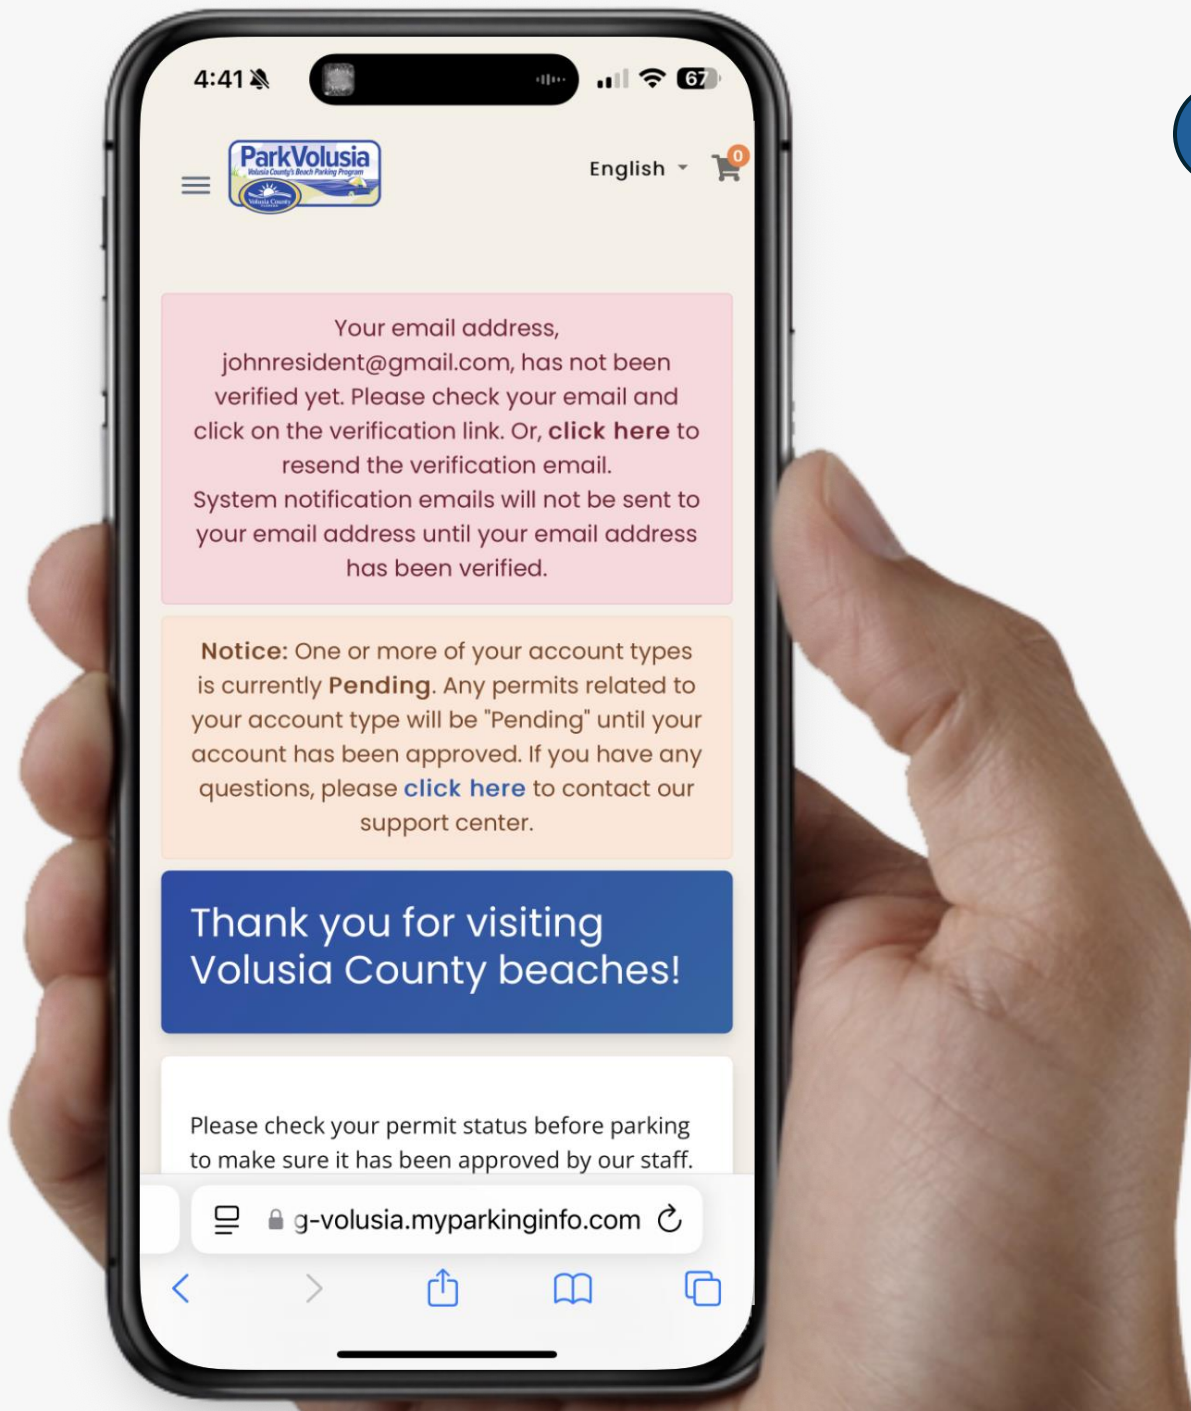 4:41
67
ParkVolusia
Volusia County's Beach Parking Program
Volusia County
English
0
Your email address,
johnresident@gmail.com, has not been
verified yet. Please check your email and
click on the verification link. Or, click here to
resend the verification email.
System notification emails will not be sent to
your email address until your email address
has been verified.
Notice: One or more of your account types
is currently Pending. Any permits related to
your account type will be "Pending" until your
account has been approved. If you have any
questions, please click here to contact our
support center.
Thank you for visiting
Volusia County beaches!
Please check your permit status before parking
to make sure it has been approved by our staff.
g-volusia.myparkinginfo.com